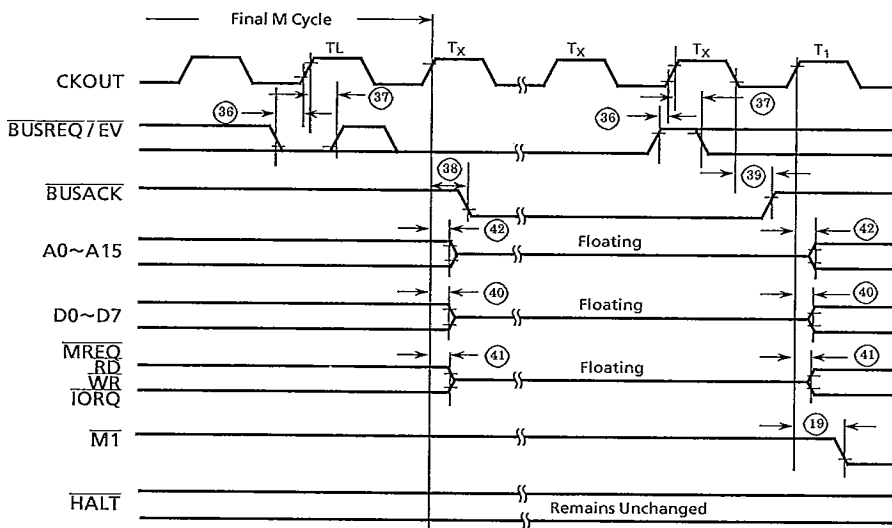 Final M Cycle
TL Tx Tx Tx T1
CKOUT
37 37
36 36
BUSREQ / EV
38 39
BUSACK
42 42
A0~A15 Floating
40 40
D0~D7 Floating
MREQ
41 41
RD Floating
WR
IORQ
19
M1
HALT Remains Unchanged